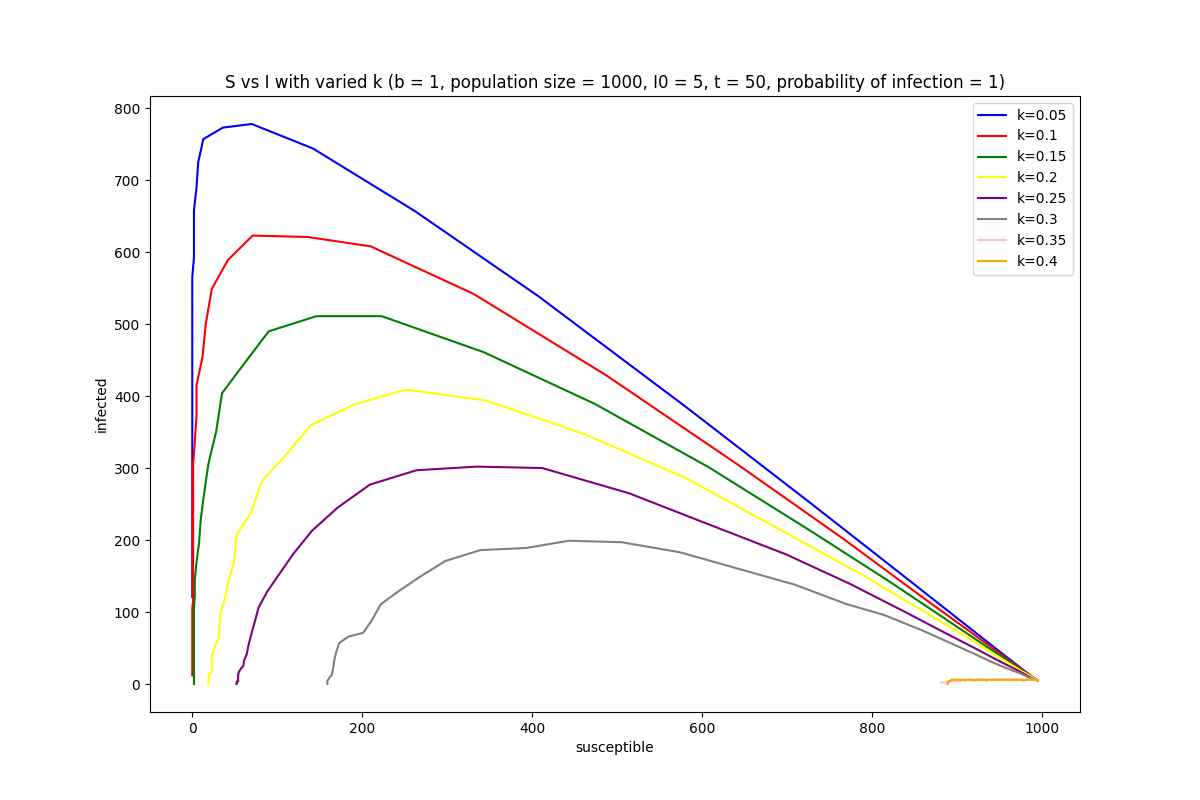 S vs I with varied k (b = 1, population size = 1000, I0 = 5, t = 50, probability of infection = 1)
800
700
600
500
400
300
200
100
0
infected
k=0.05
k=0.1
k=0.15
k=0.2
k=0.25
k=0.3
k=0.35
k=0.4
0
200
400
600
800
1000
susceptible